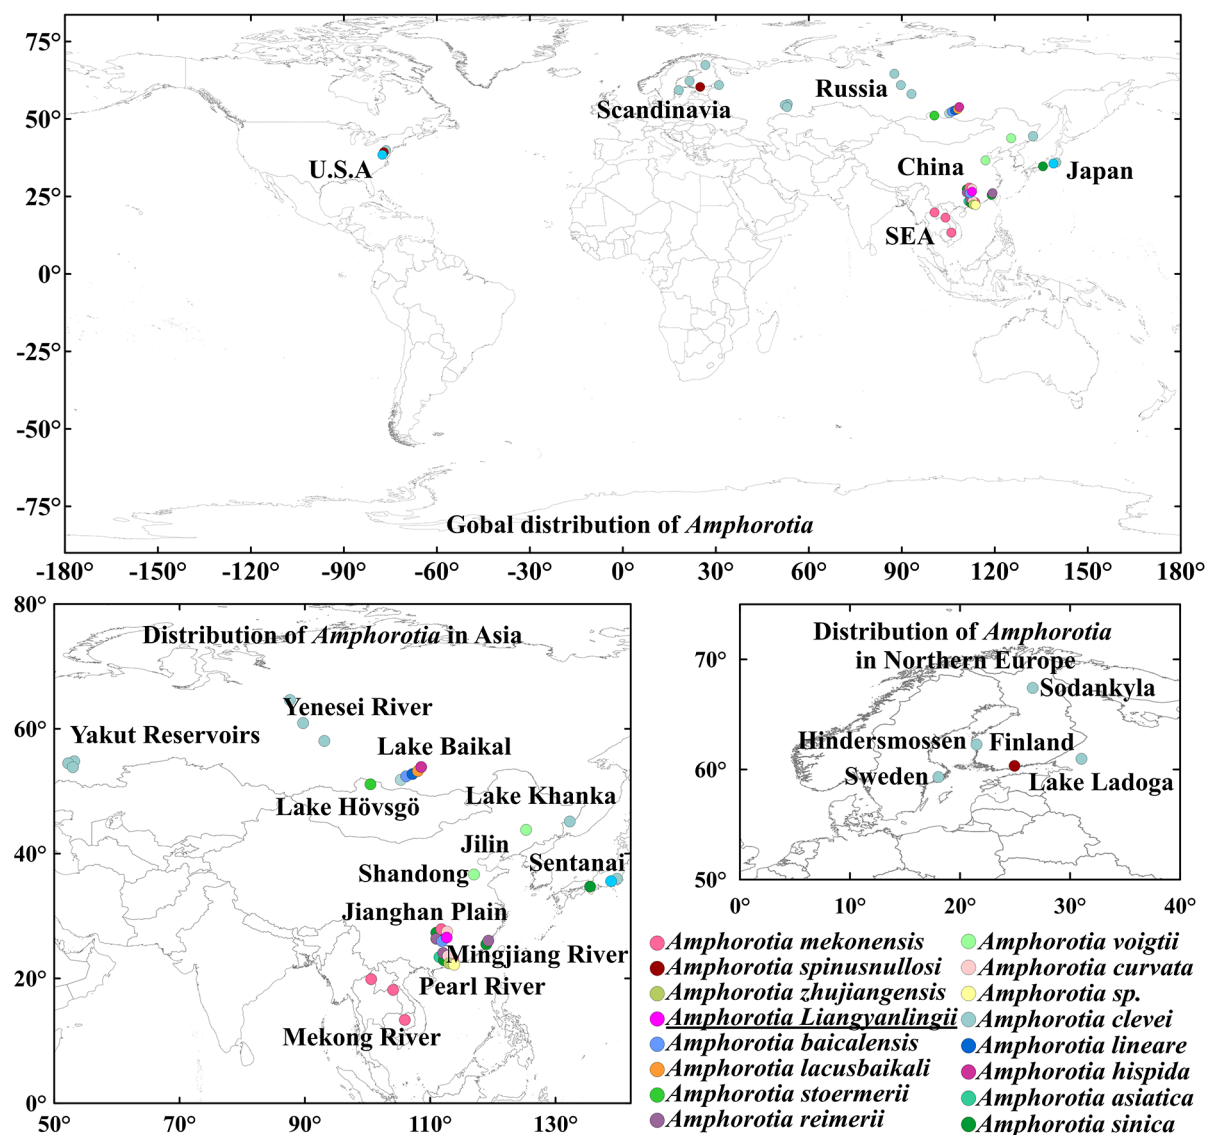 75°
50°
25°
0°
-25°
-50°
-75°
Scandinavia
Russia
U.S.A
China
Japan
SEA
Gobal distribution of Amphorotia
-180° -150° -120° -90° -60° -30° 0° 30° 60° 90° 120° 150° 180°
80°
60°
40°
20°
0°
Distribution of Amphorotia in Asia
Yenesei River
Yakut Reservoirs
Lake Baikal
Lake Hövsgö
Lake Khanka
Jilin
Shandong
Sentanai
Jianghan Plain
Mingjiang River
Pearl River
Mekong River
50° 70° 90° 110° 130°
70°
60°
50°
Distribution of Amphorotia
in Northern Europe
Sodankyla
Hindersmossen
Finland
Sweden
Lake Ladoga
0° 10° 20° 30° 40°
Amphorotia mekonensis
Amphorotia spinusnullosi
Amphorotia zhujiangensis
Amphorotia Liangyanlingii
Amphorotia baicalensis
Amphorotia lacusbaikali
Amphorotia stoermerii
Amphorotia reimerii
Amphorotia voigtii
Amphorotia curvata
Amphorotia sp.
Amphorotia clevei
Amphorotia lineare
Amphorotia hispida
Amphorotia asiatica
Amphorotia sinica